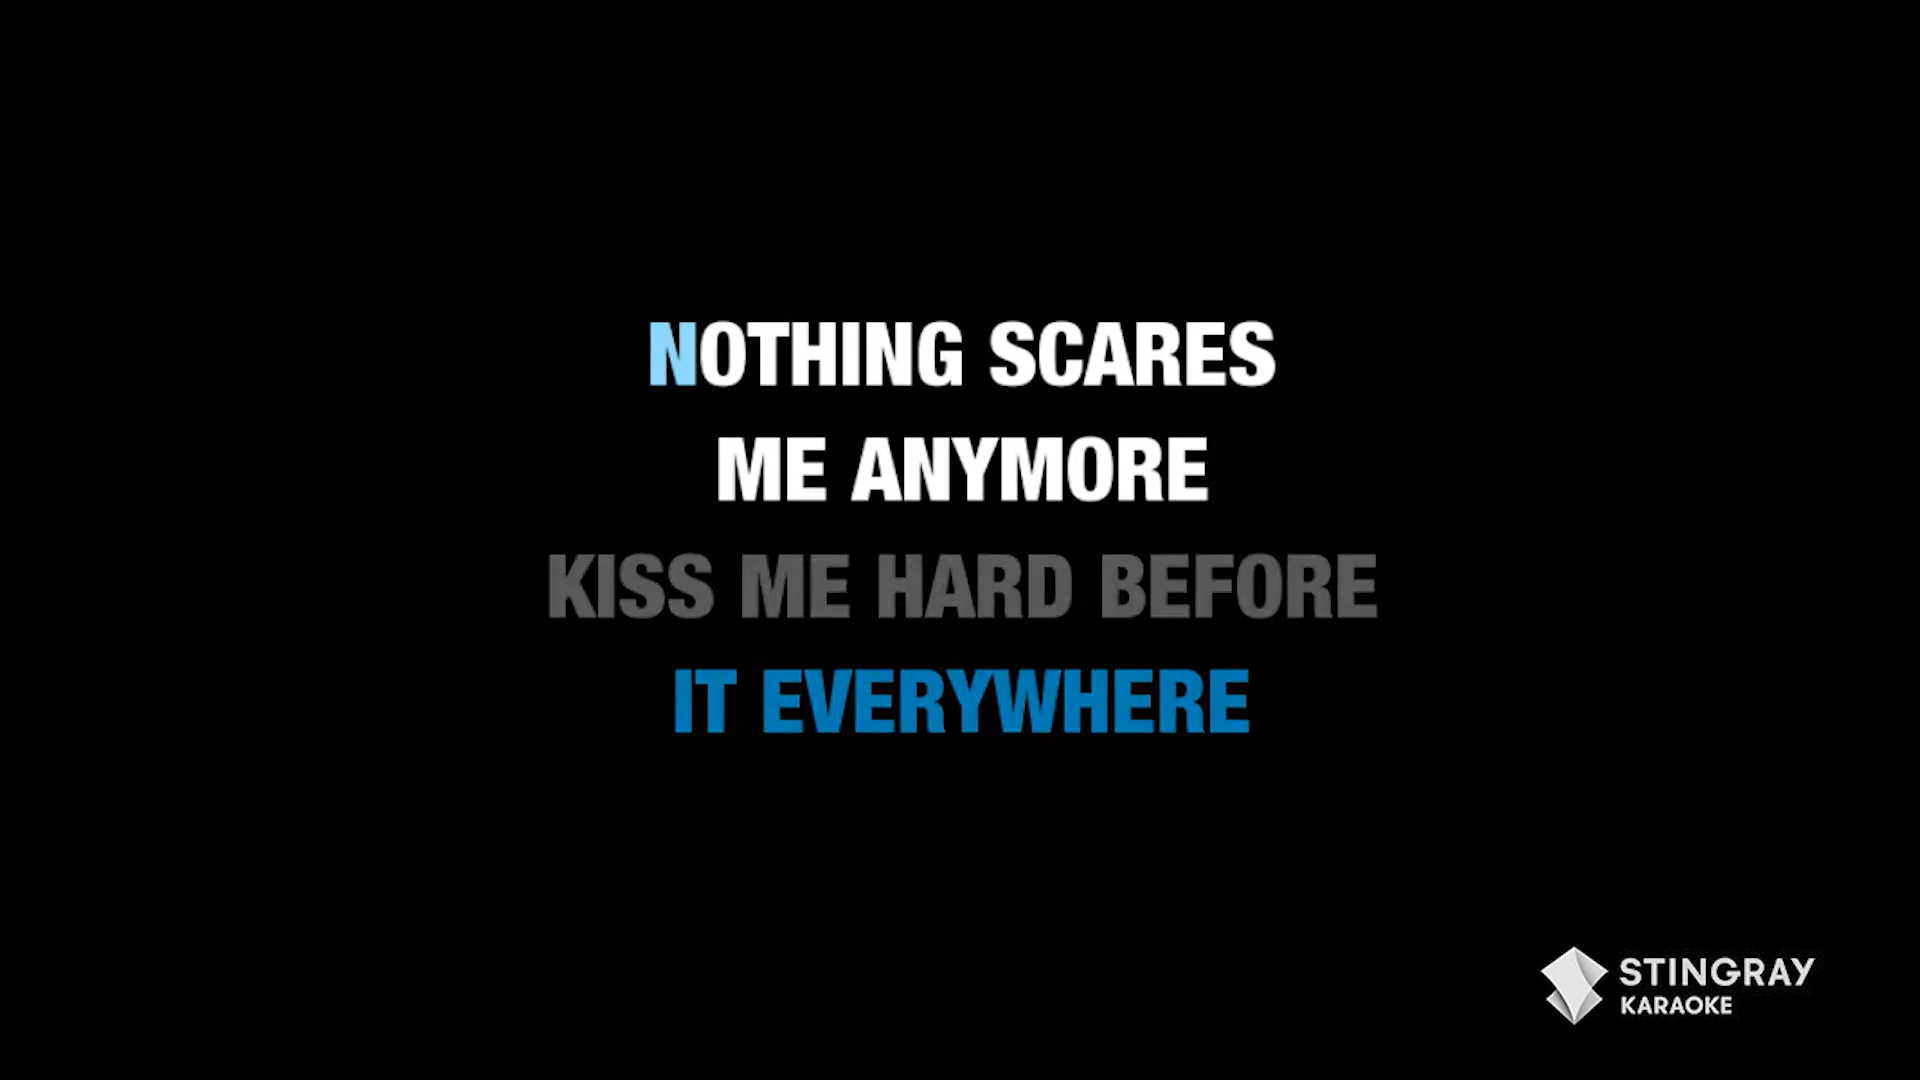 NOTHING SCARES
ME ANYMORE
KISS ME HARD BEFORE
IT EVERYWHERE
STINGRAY
KARAOKE